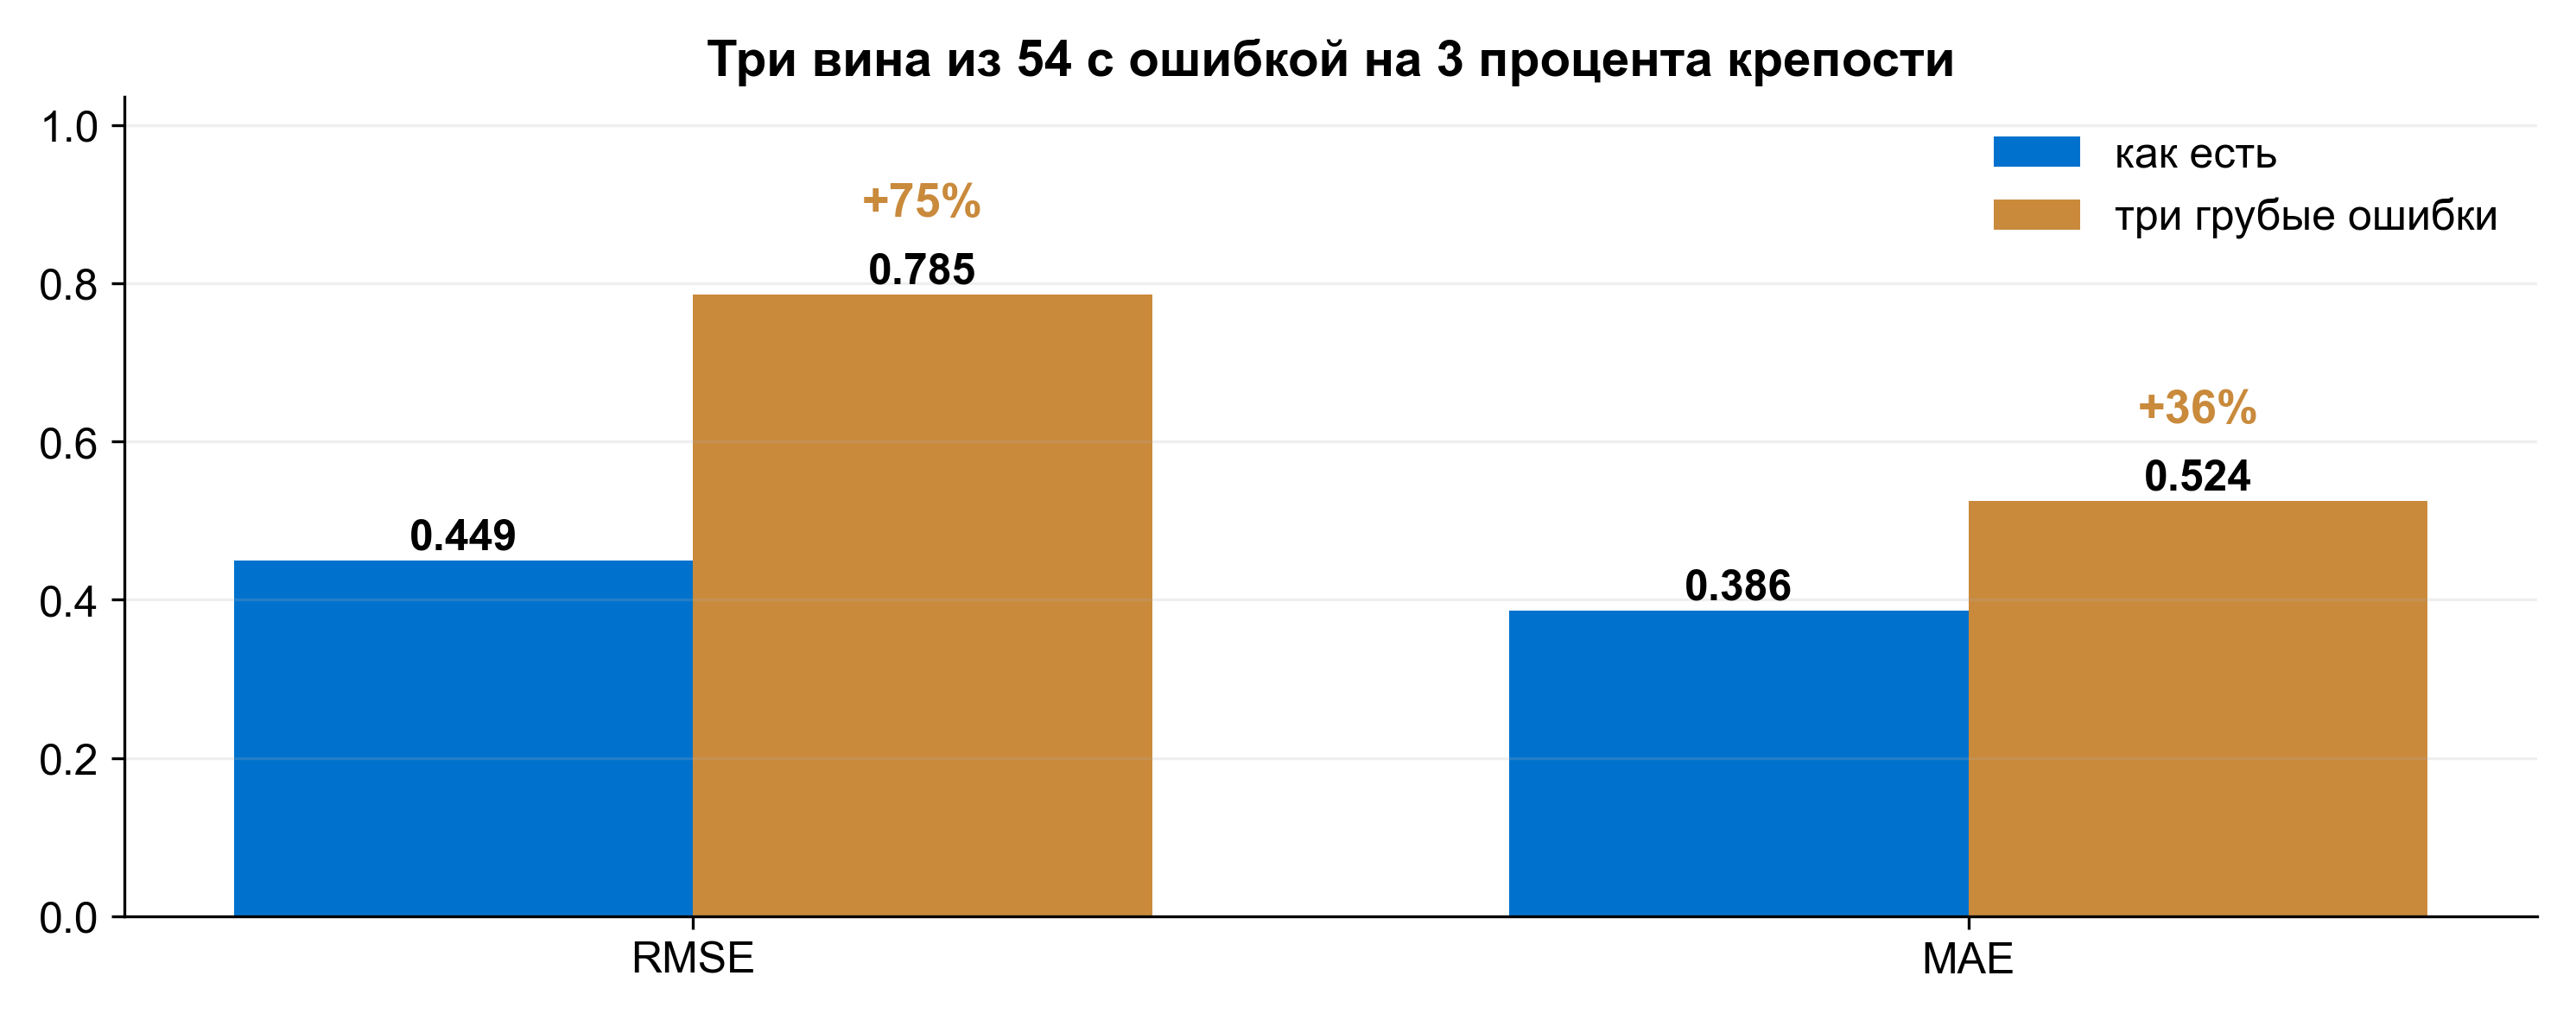 Три вина из 54 с ошибкой на 3 процента крепости
1.0
0.8
0.6
0.4
0.2
0.0
как есть
три грубые ошибки
+75%
0.785
0.449
+36%
0.524
0.386
RMSE
MAE